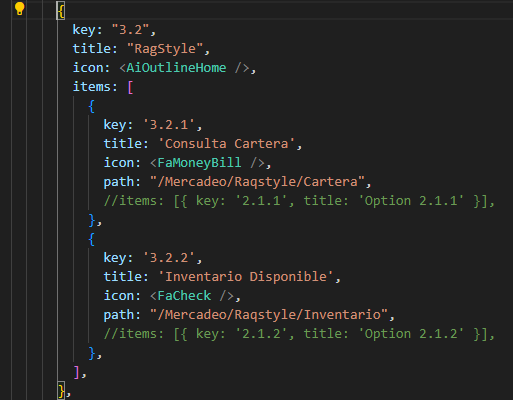 {
key: "3.2",
title: "RagStyle",
icon: <AiOutlineHome />,
items: [
{
key: '3.2.1',
title: 'Consulta Cartera',
icon: <FaMoneyBill />,
path: "/Mercadeo/Raqstyle/Cartera",
//items: [{ key: '2.1.1', title: 'Option 2.1.1' }],
},
{
key: '3.2.2',
title: 'Inventario Disponible',
icon: <FaCheck />,
path: "/Mercadeo/Raqstyle/Inventario",
//items: [{ key: '2.1.2', title: 'Option 2.1.2' }],
},
],
},